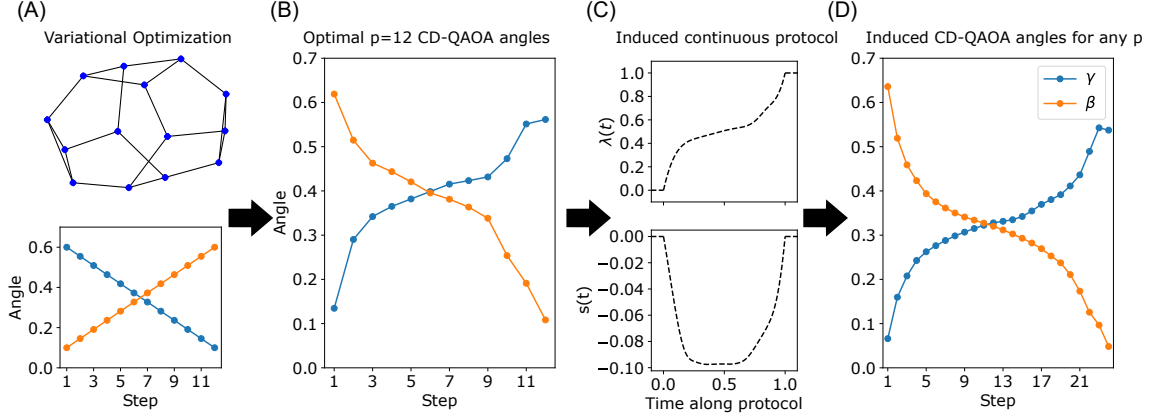 (A)
Variational Optimization
0.6
0.4
0.2
0.0
Angle
1 3 5 7 9 11
Step
(B)
Optimal p=12 CD-QAOA angles
0.7
0.6
0.5
0.4
0.3
0.2
0.1
0.0
Angle
1 3 5 7 9 11
Step
(C)
Induced continuous protocol
1.0
0.8
0.6
0.4
0.2
0.0
λ(t)
0.00
−0.02
−0.04
−0.06
−0.08
−0.10
s(t)
0.0 0.5 1.0
Time along protocol
(D)
Induced CD-QAOA angles for any p
γ
β
0.7
0.6
0.5
0.4
0.3
0.2
0.1
0.0
1 5 9 13 17 21
Step